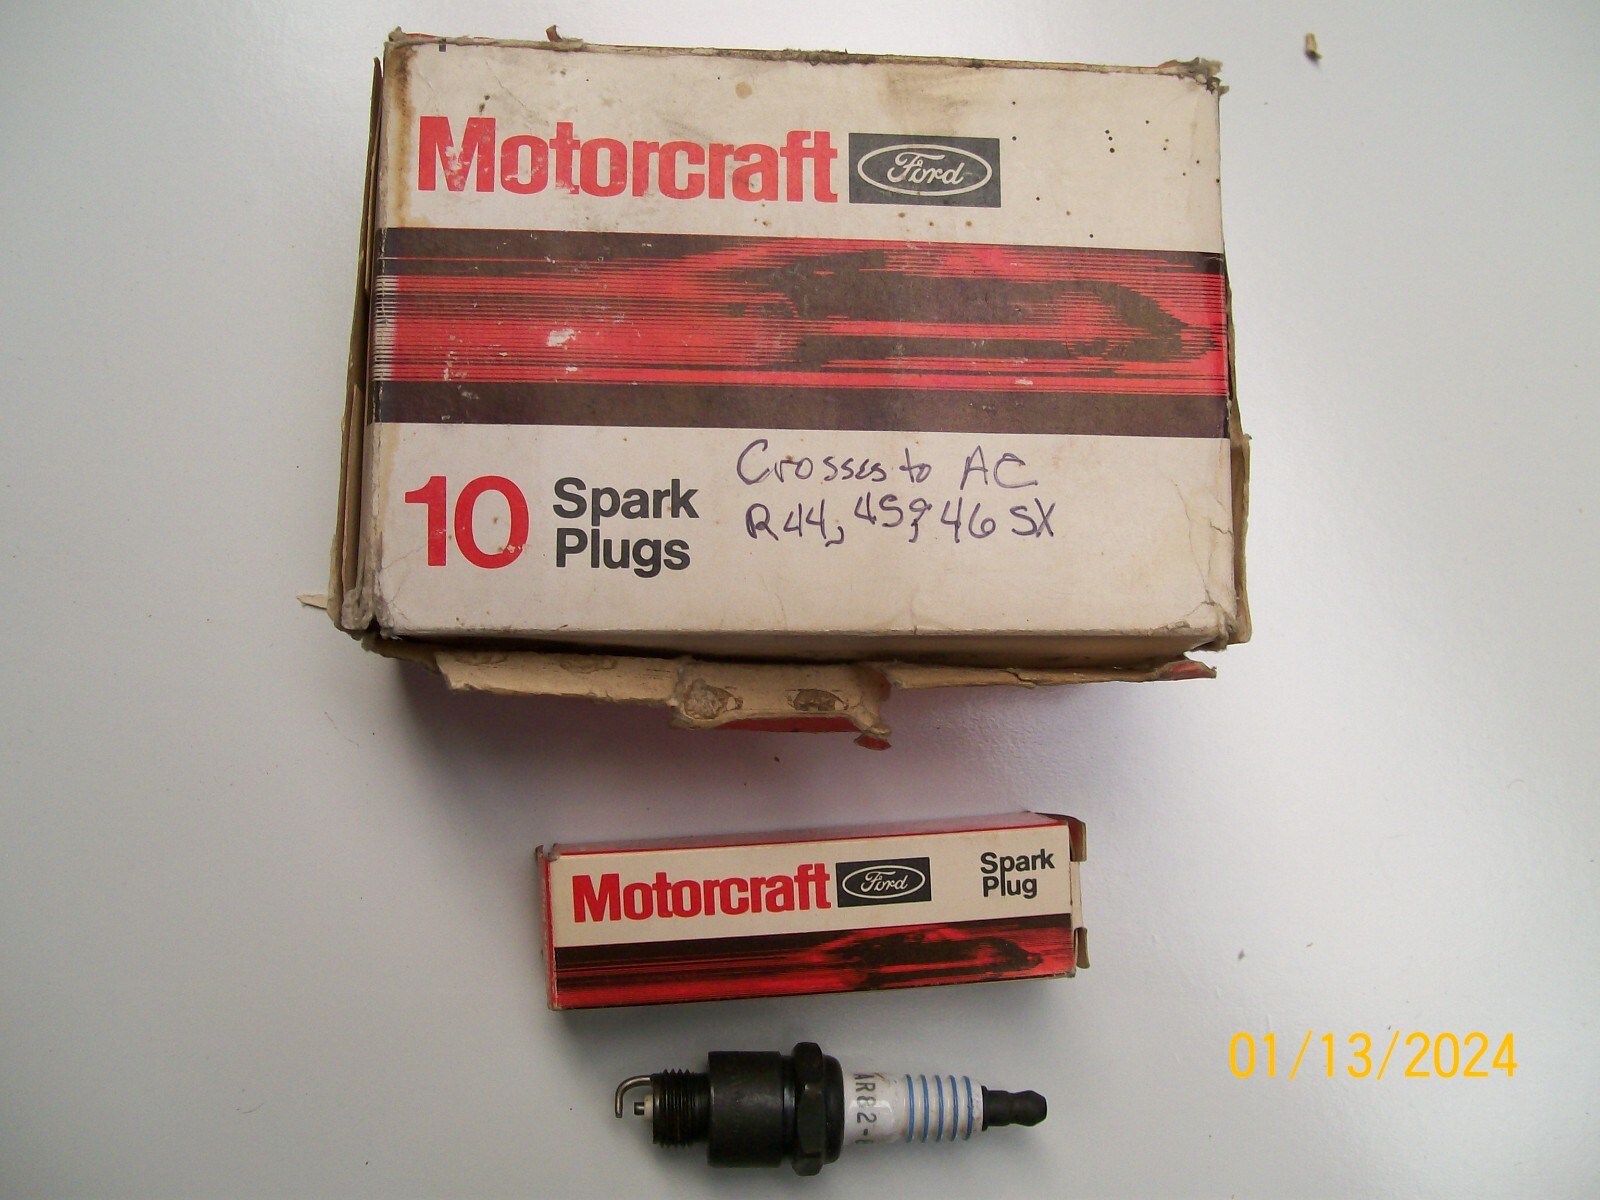 Motorcraft Ford
10 Spark
Plugs
Crosses to AC
R44, 45, 46 SX
Motorcraft Ford Spark
Plug
AR82-
01/13/2024